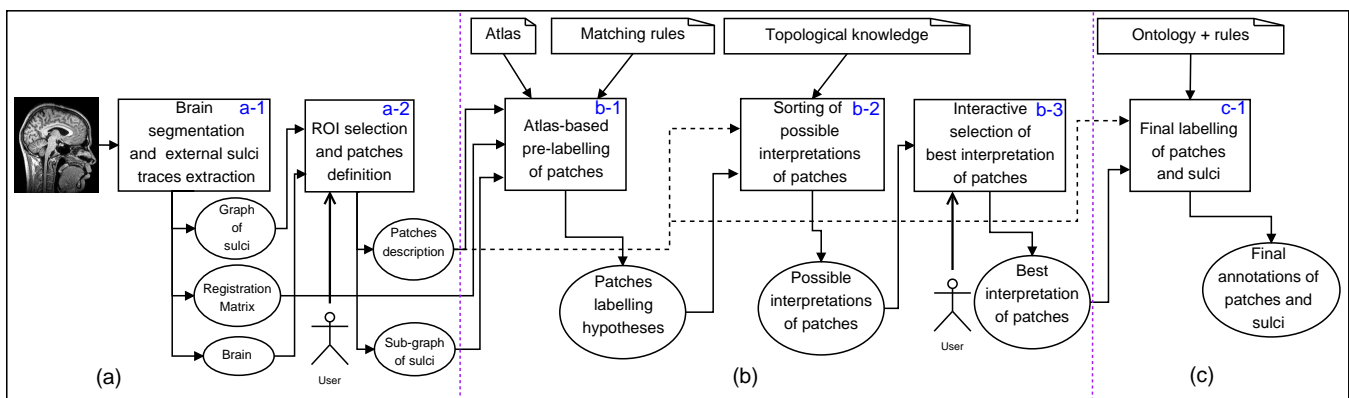 Atlas
Matching rules
Topological knowledge
Ontology + rules
a-1
Brain
segmentation
and external sulci
traces extraction
a-2
ROI selection
and patches
definition
b-1
Atlas-based
pre-labelling
of patches
b-2
Sorting of
possible
interpretations
of patches
b-3
Interactive
selection of
best interpretation
of patches
c-1
Final labelling
of patches
and sulci
Graph
of
sulci
Registration
Matrix
Brain
User
Patches
description
Sub-graph
of sulci
Patches
labelling
hypotheses
Possible
interpretations
of patches
User
Best
interpretation
of patches
Final
annotations of
patches and
sulci
(a)
(b)
(c)